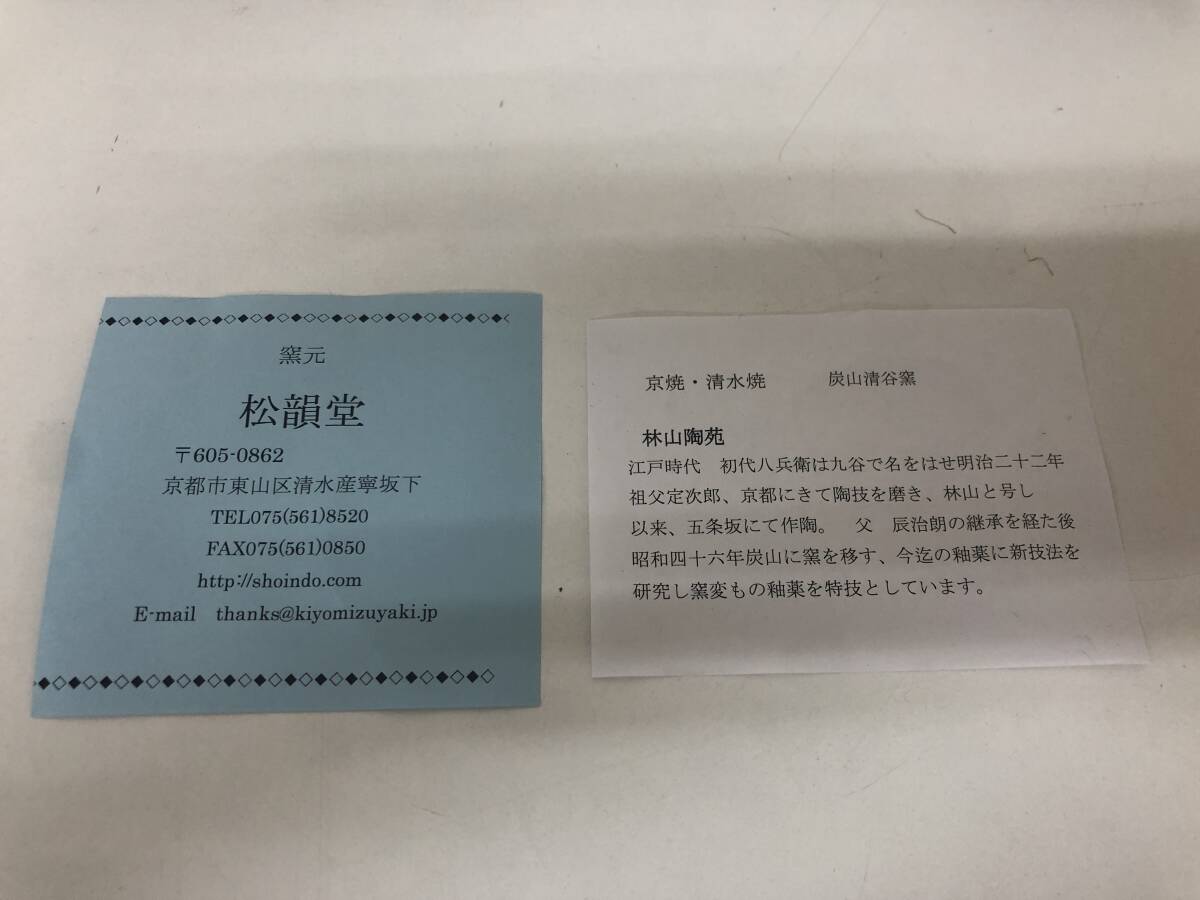 窯元
松韻堂
〒605-0862
京都市東山区清水産寧坂下
TEL075(561)8520
FAX075(561)0850
http://shoindo.com
E-mail thanks@kiyomizuyaki.jp
京焼・清水焼 炭山清谷窯
林山陶苑
江戸時代 初代八兵衛は九谷で名をはせ明治二十二年
祖父定次郎、京都にきて陶技を磨き、林山と号し
以来、五条坂にて作陶。 父 辰治朗の継承を経た後
昭和四十六年炭山に窯を移す、今迄の釉薬に新技法を
研究し窯変もの釉薬を特技としています。